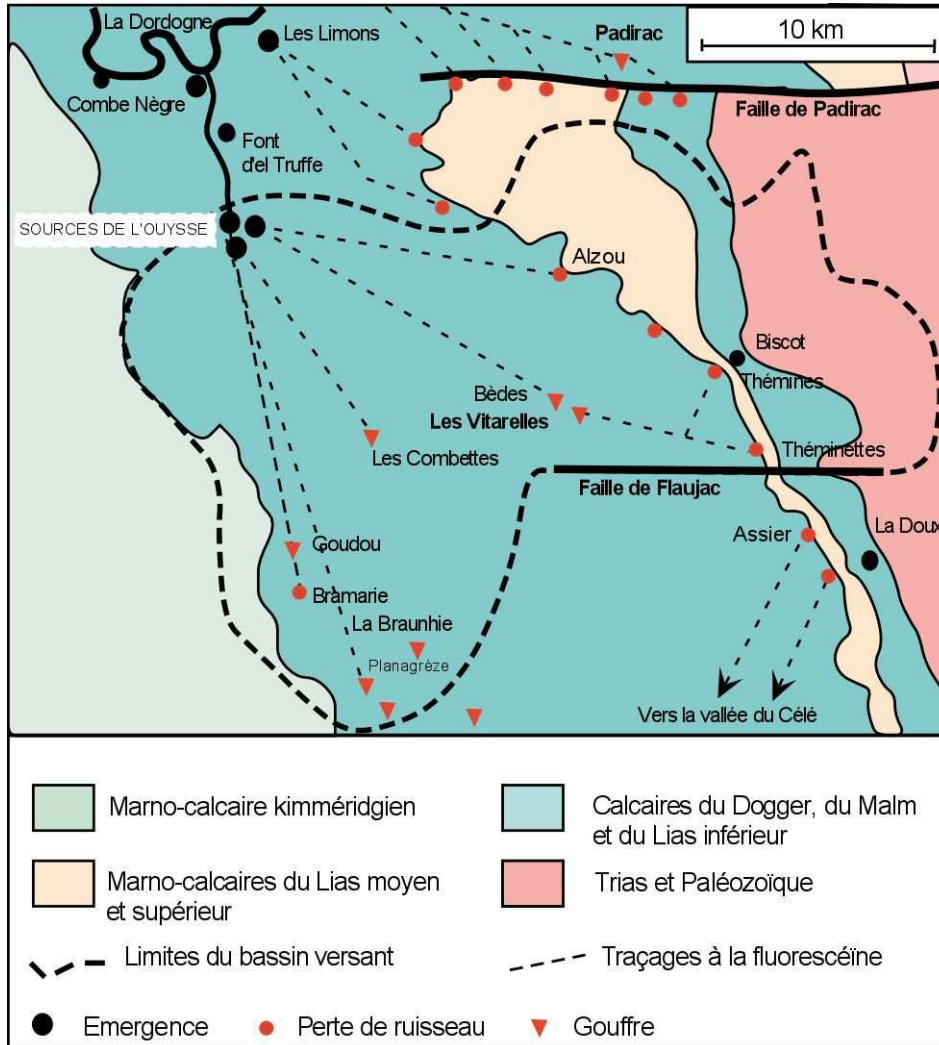 La Dordogne
Les Limons
Padirac
10 km
Combe Nègre
Faille de Padirac
Font
d'el Truffe
SOURCES DE L'OUYSSE
Alzou
Biscot
Thémines
Bèdes
Les Vitarelles
Les Combettes
Théminettes
Faille de Flaujac
Assier
La Doux
Goudou
Bramarie
La Braunhie
Planagrèze
Vers la vallée du Célé
Marno-calcaire kimméridgien
Calcaires du Dogger, du Malm
et du Lias inférieur
Marno-calcaires du Lias moyen
et supérieur
Trias et Paléozoïque
Limites du bassin versant
Traçages à la fluorescéïne
Emergence
Perte de ruisseau
Gouffre